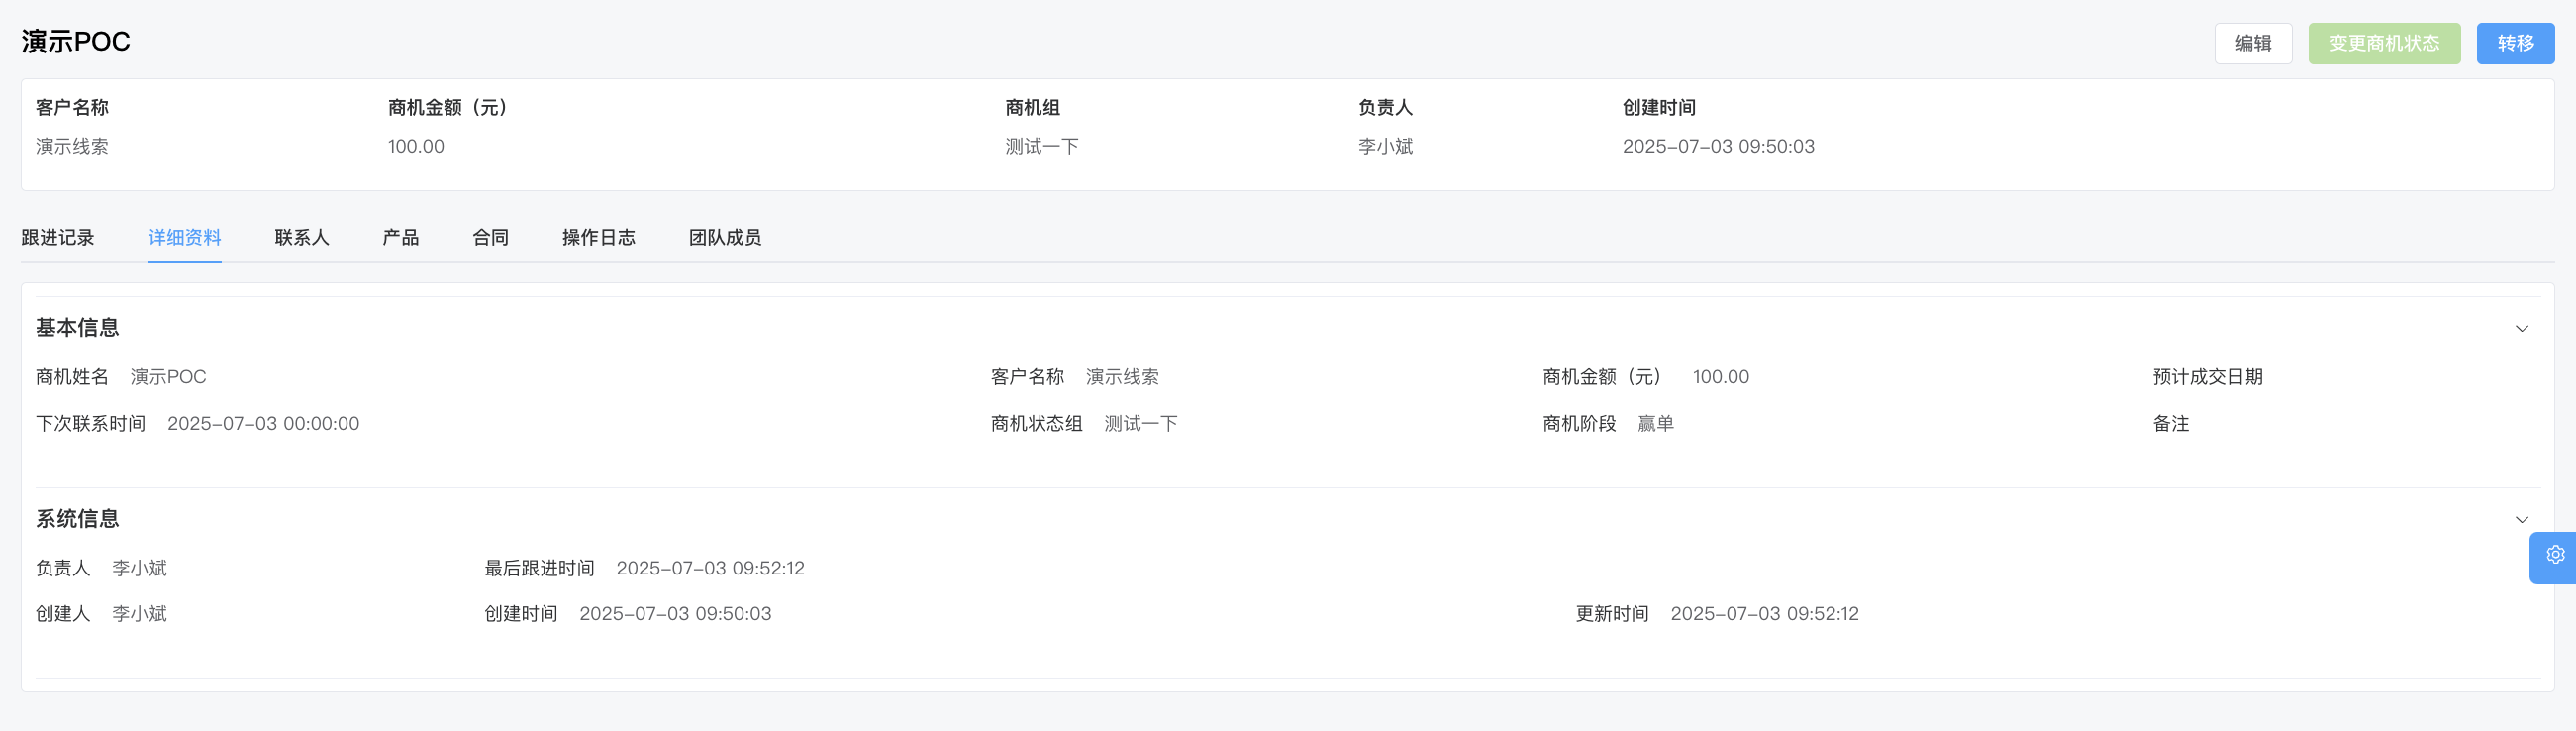 演示POC
编辑 变更商机状态 转移
客户名称 商机金额（元） 商机组 负责人 创建时间
演示线索 100.00 测试一下 李小斌 2025-07-03 09:50:03
跟进记录 详细资料 联系人 产品 合同 操作日志 团队成员
基本信息
商机姓名 演示POC 客户名称 演示线索 商机金额（元） 100.00 预计成交日期
下次联系时间 2025-07-03 00:00:00 商机状态组 测试一下 商机阶段 赢单 备注
系统信息
负责人 李小斌 最后跟进时间 2025-07-03 09:52:12
创建人 李小斌 创建时间 2025-07-03 09:50:03 更新时间 2025-07-03 09:52:12